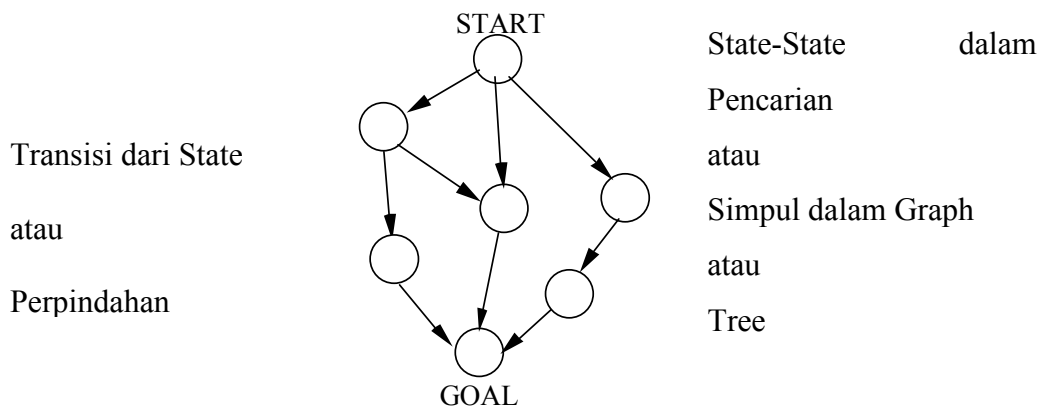 START
State-State dalam
Pencarian
atau
Simpul dalam Graph
atau
Tree
Transisi dari State
atau
Perpindahan
GOAL